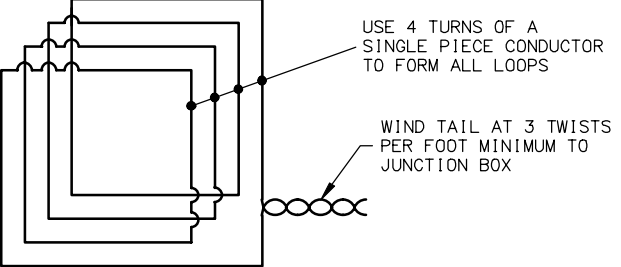 USE 4 TURNS OF A
SINGLE PIECE CONDUCTOR
TO FORM ALL LOOPS
WIND TAIL AT 3 TWISTS
PER FOOT MINIMUM TO
JUNCTION BOX